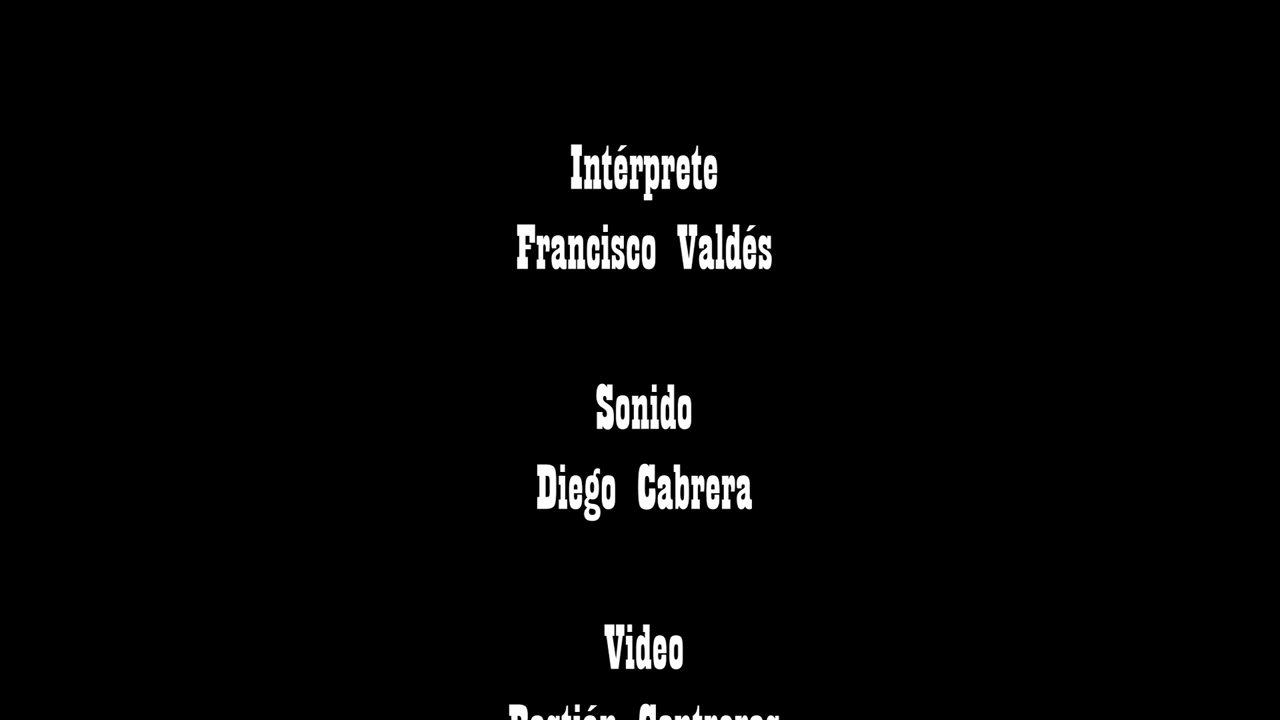 Intérprete
Francisco Valdés
Sonido
Diego Cabrera
Video